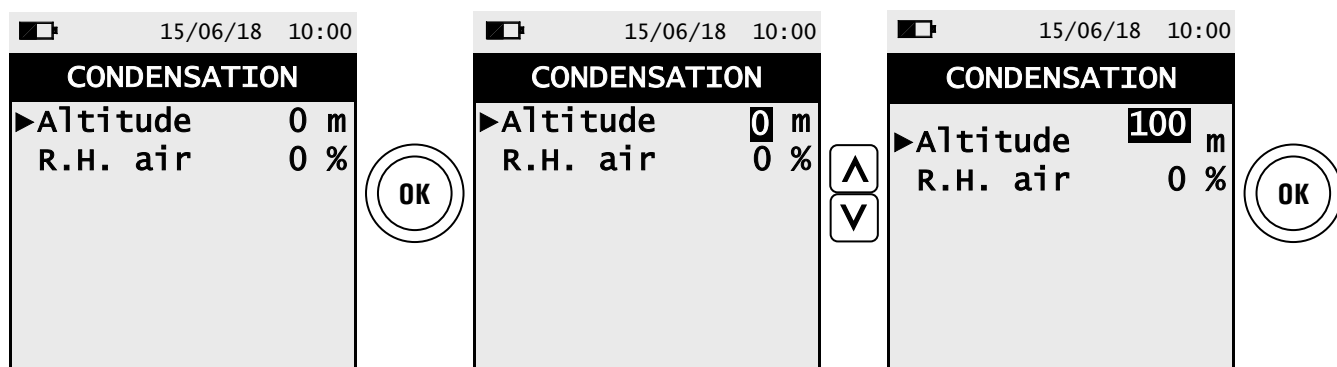 15/06/18 10:00
CONDENSATION
►Altitude 0 m
R.H. air 0 %
OK
15/06/18 10:00
CONDENSATION
►Altitude 0 m
R.H. air 0 %
15/06/18 10:00
CONDENSATION
►Altitude 100 m
R.H. air 0 %
OK